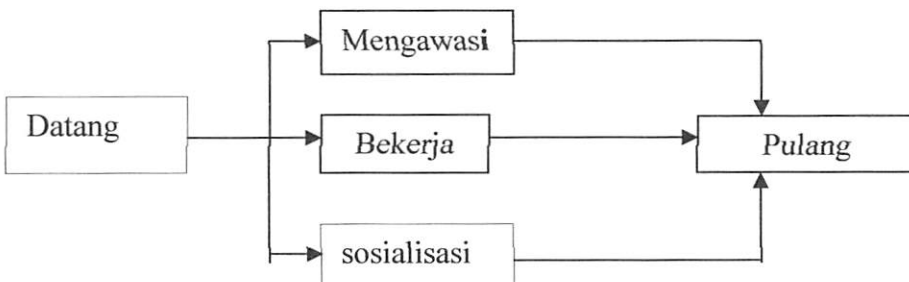 Mengawasi
Datang
Bekerja
Pulang
sosialisasi